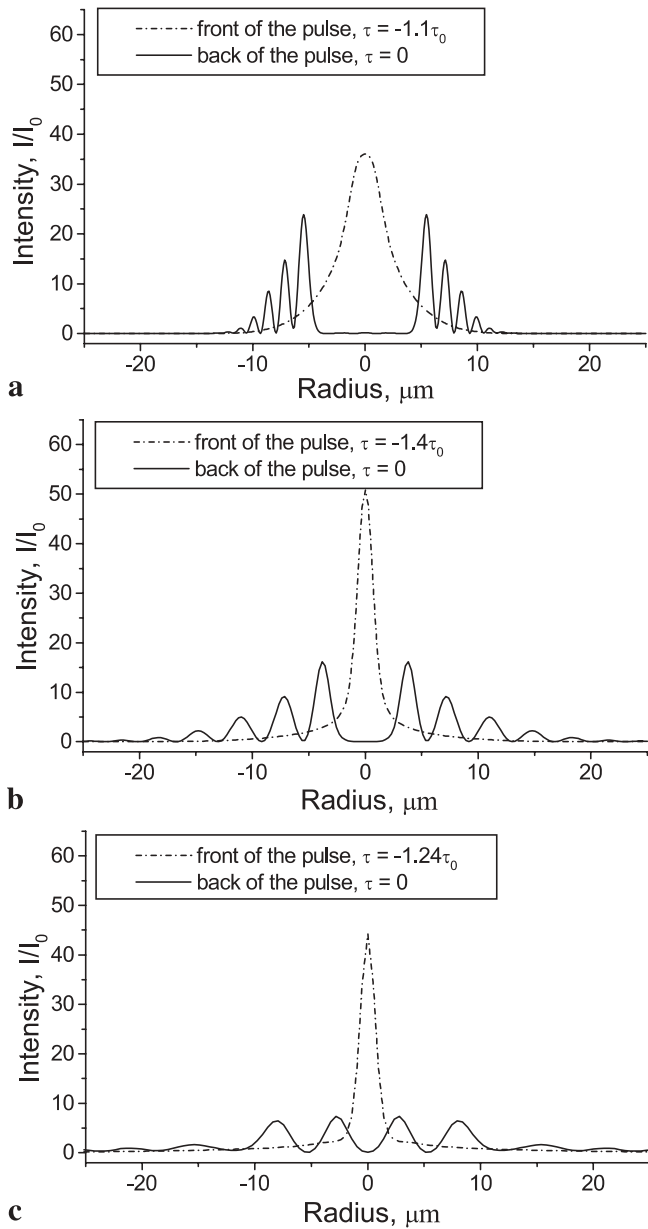 front of the pulse, τ = -1.1τ₀
back of the pulse, τ = 0
60
50
40
30
20
10
0
Intensity, I/I₀
-20 -10 0 10 20
Radius, μm
a
front of the pulse, τ = -1.4τ₀
back of the pulse, τ = 0
60
50
40
30
20
10
0
Intensity, I/I₀
-20 -10 0 10 20
Radius, μm
b
front of the pulse, τ = -1.24τ₀
back of the pulse, τ = 0
60
50
40
30
20
10
0
Intensity, I/I₀
-20 -10 0 10 20
Radius, μm
c